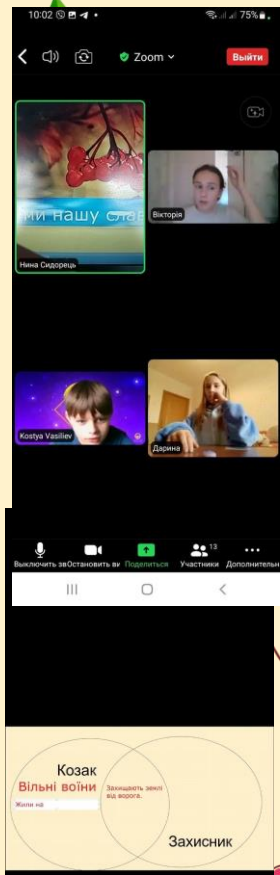 10:02
75%
Zoom
Выйти
ми нашу слав
Нина Сидорець
Вікторія
Kostya Vasiliev
Дарина
13
Выключить зв
Остановить ви
Поделиться
Участники
Дополнительн
Козак
Вільні воїни
Жили на
Захищають землі
від ворога.
Захисник